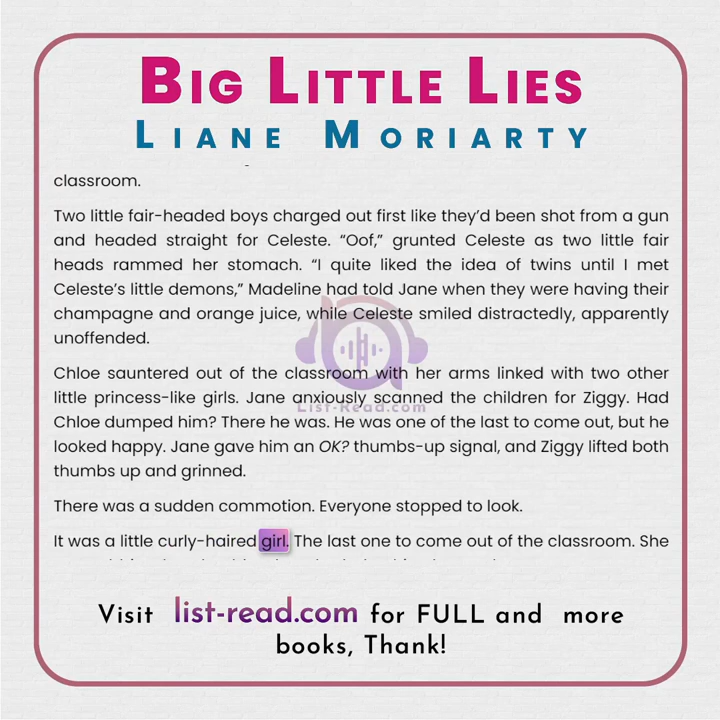 BIG LITTLE LIES
LIANE MORIARTY
classroom.
Two little fair-headed boys charged out first like they’d been shot from a gun
and headed straight for Celeste. “Oof,” grunted Celeste as two little fair
heads rammed her stomach. “I quite liked the idea of twins until I met
Celeste’s little demons,” Madeline had told Jane when they were having their
champagne and orange juice, while Celeste smiled distractedly, apparently
unoffended.
Chloe sauntered out of the classroom with her arms linked with two other
little princess-like girls. Jane anxiously scanned the children for Ziggy. Had
List-Read.com
Chloe dumped him? There he was. He was one of the last to come out, but he
looked happy. Jane gave him an OK? thumbs-up signal, and Ziggy lifted both
thumbs up and grinned.
There was a sudden commotion. Everyone stopped to look.
It was a little curly-haired girl. The last one to come out of the classroom. She
Visit list-read.com for FULL and more
books, Thank!